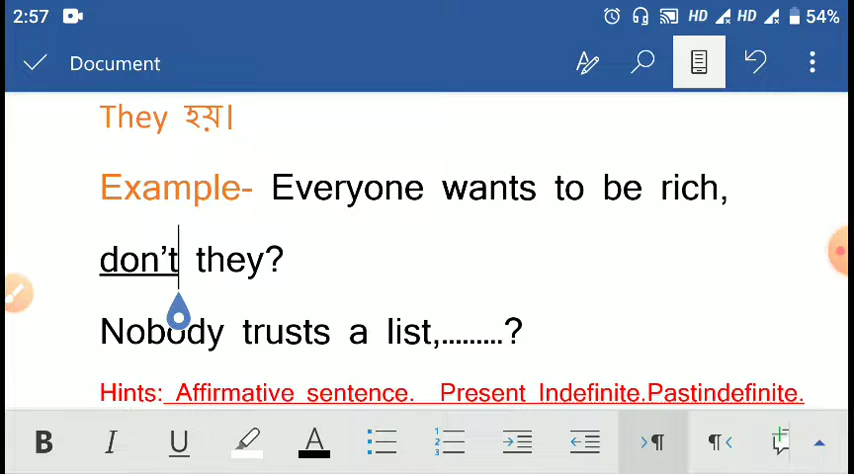 2:57 HD HD 54%
Document
They হয়।
Example- Everyone wants to be rich,
don't they?
Nobody trusts a list,.........?
Hints: Affirmative sentence. Present Indefinite.Pastindefinite.
B I U A